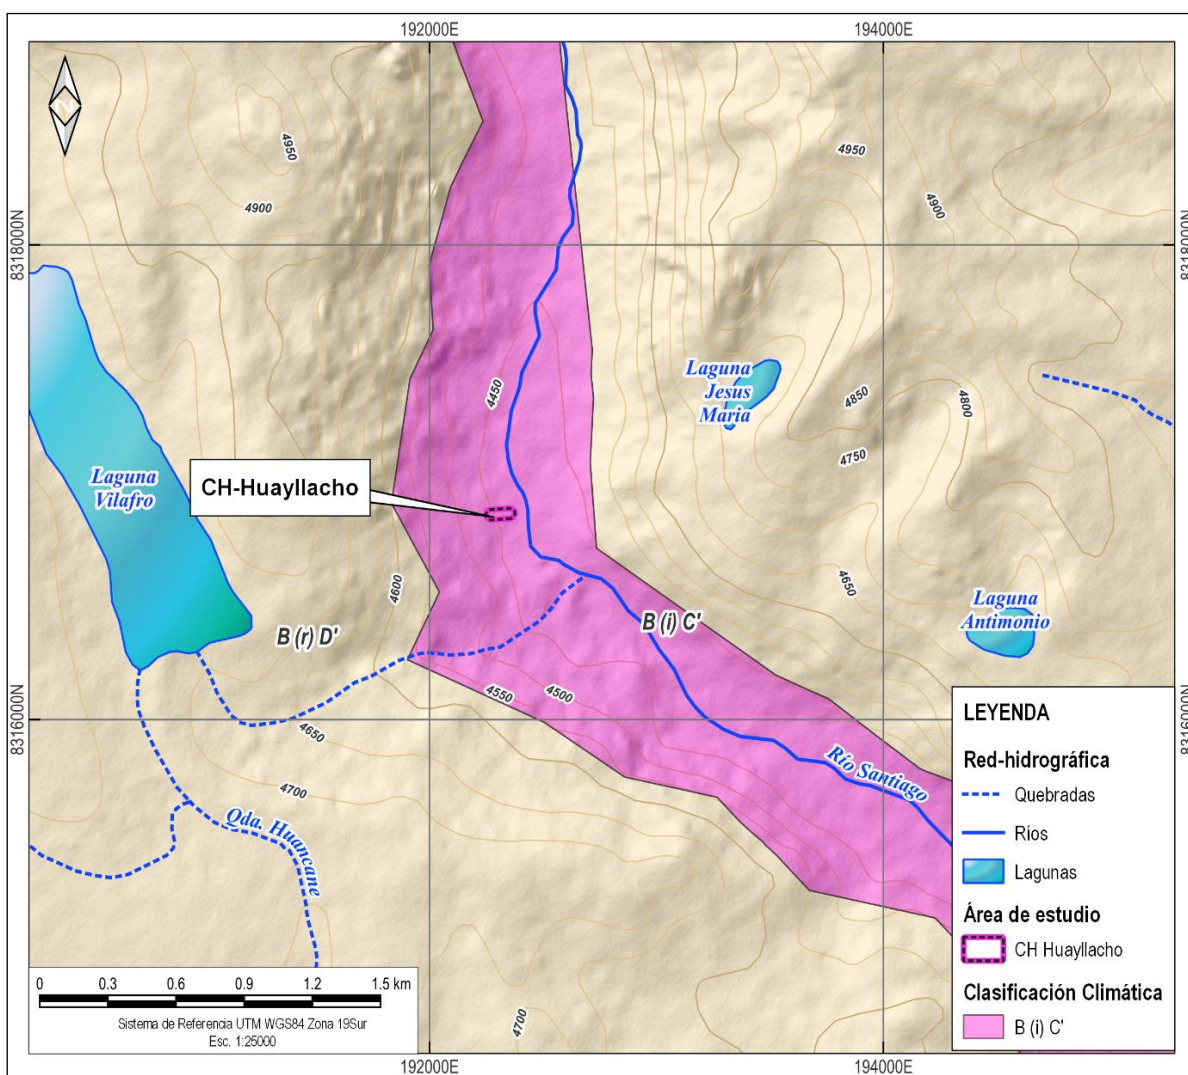 192000E
194000E
4950
4950
4900
4900
8318000N
8318000N
4450
Laguna
Jesus
Maria
4850
4800
4750
Laguna
Vilafro
CH-Huayllacho
4600
4650
B (r) D'
B (i) C'
Laguna
Antimonio
4550
4500
4650
8316000N
8316000N
4700
Río Santiago
Qda. Huancane
4700
LEYENDA
Red-hidrográfica
Quebradas
Ríos
Lagunas
Área de estudio
CH Huayllacho
Clasificación Climática
B (i) C'
0 0.3 0.6 0.9 1.2 1.5 km
Sistema de Referencia UTM WGS84 Zona 19Sur
Esc. 1:25000
192000E
194000E